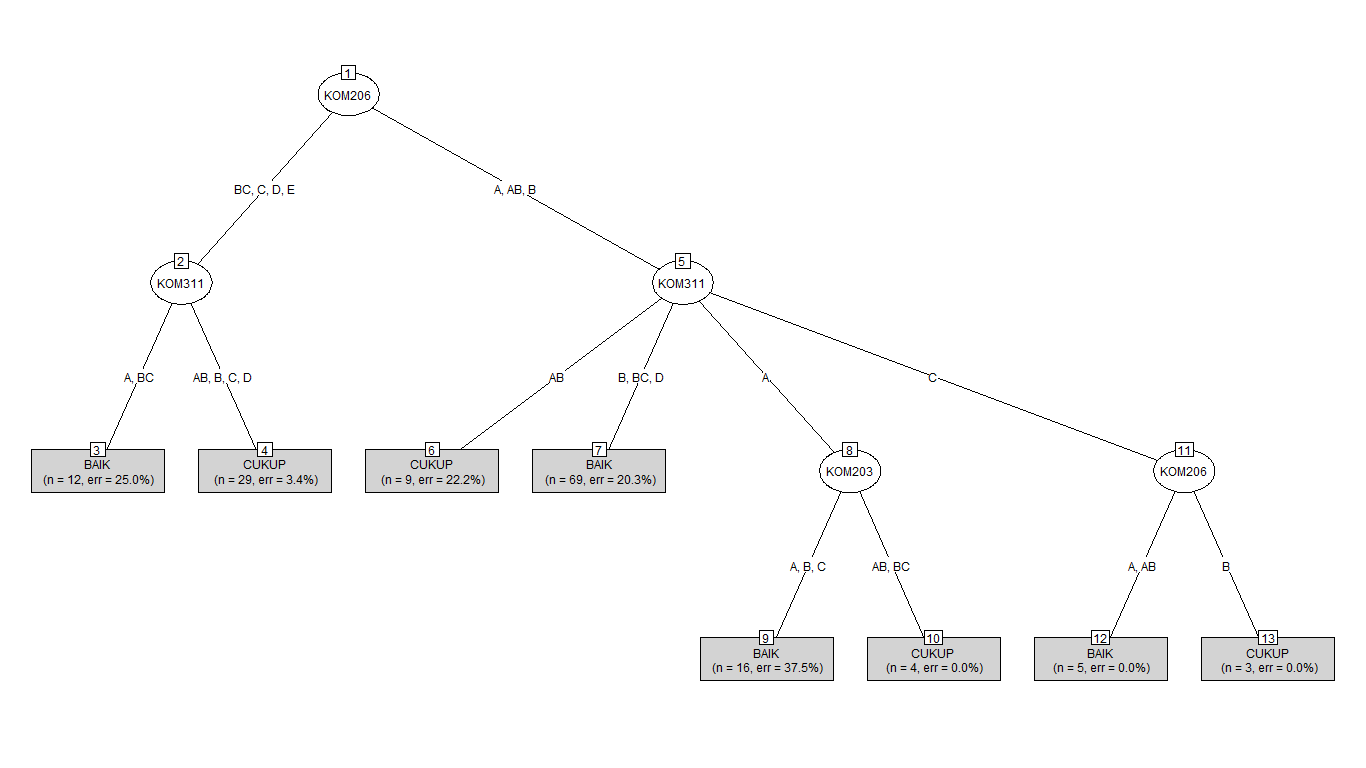 1
KOM206
BC, C, D, E
A, AB, B
2
KOM311
5
KOM311
A, BC
AB, B, C, D
AB
B, BC, D
A
C
3
BAIK
(n = 12, err = 25.0%)
4
CUKUP
(n = 29, err = 3.4%)
6
CUKUP
(n = 9, err = 22.2%)
7
BAIK
(n = 69, err = 20.3%)
8
KOM203
11
KOM206
A, B, C
AB, BC
A, AB
B
9
BAIK
(n = 16, err = 37.5%)
10
CUKUP
(n = 4, err = 0.0%)
12
BAIK
(n = 5, err = 0.0%)
13
CUKUP
(n = 3, err = 0.0%)